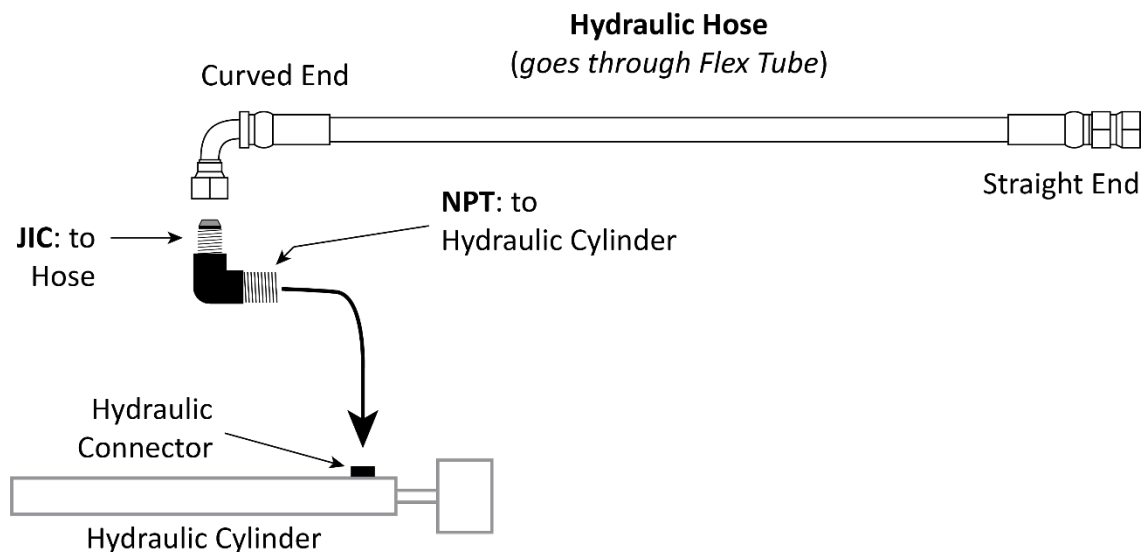 Hydraulic Hose
(goes through Flex Tube)
Curved End
Straight End
JIC: to
Hose
NPT: to
Hydraulic Cylinder
Hydraulic
Connector
Hydraulic Cylinder